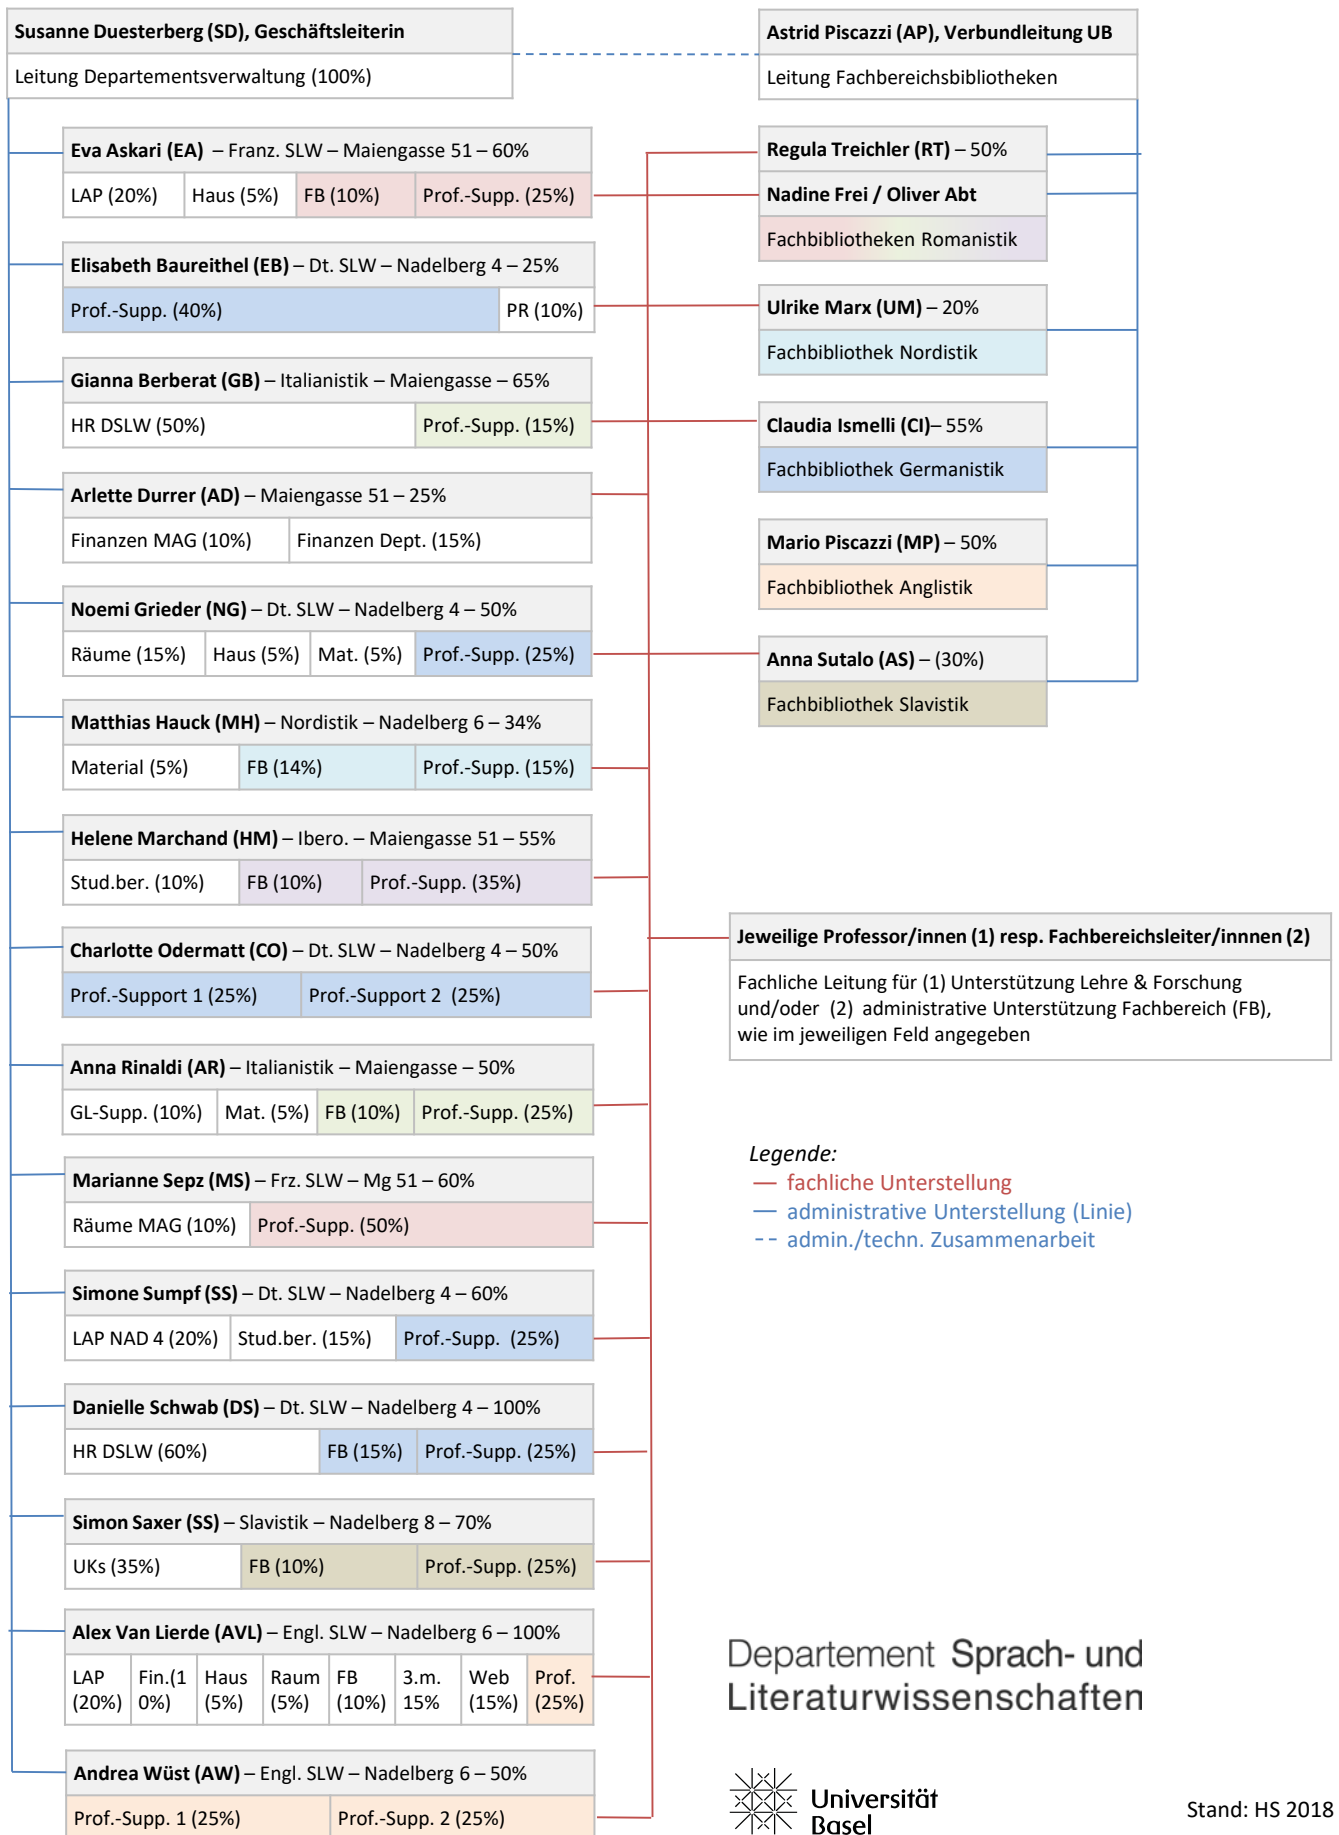 Susanne Duesterberg (SD), Geschäftsleiterin
Leitung Departementsverwaltung (100%)
Astrid Piscazzi (AP), Verbundleitung UB
Leitung Fachbereichsbibliotheken
Eva Askari (EA) – Franz. SLW – Maiengasse 51 – 60%
LAP (20%) Haus (5%) FB (10%) Prof.-Supp. (25%)
Elisabeth Baureithel (EB) – Dt. SLW – Nadelberg 4 – 25%
Prof.-Supp. (40%) PR (10%)
Gianna Berberat (GB) – Italianistik – Maiengasse – 65%
HR DSLW (50%) Prof.-Supp. (15%)
Arlette Durrer (AD) – Maiengasse 51 – 25%
Finanzen MAG (10%) Finanzen Dept. (15%)
Noemi Grieder (NG) – Dt. SLW – Nadelberg 4 – 50%
Räume (15%) Haus (5%) Mat. (5%) Prof.-Supp. (25%)
Matthias Hauck (MH) – Nordistik – Nadelberg 6 – 34%
Material (5%) FB (14%) Prof.-Supp. (15%)
Helene Marchand (HM) – Ibero. – Maiengasse 51 – 55%
Stud.ber. (10%) FB (10%) Prof.-Supp. (35%)
Charlotte Odermatt (CO) – Dt. SLW – Nadelberg 4 – 50%
Prof.-Support 1 (25%) Prof.-Support 2 (25%)
Anna Rinaldi (AR) – Italianistik – Maiengasse – 50%
GL-Supp. (10%) Mat. (5%) FB (10%) Prof.-Supp. (25%)
Marianne Sepz (MS) – Frz. SLW – Mg 51 – 60%
Räume MAG (10%) Prof.-Supp. (50%)
Simone Sumpf (SS) – Dt. SLW – Nadelberg 4 – 60%
LAP NAD 4 (20%) Stud.ber. (15%) Prof.-Supp. (25%)
Danielle Schwab (DS) – Dt. SLW – Nadelberg 4 – 100%
HR DSLW (60%) FB (15%) Prof.-Supp. (25%)
Simon Saxer (SS) – Slavistik – Nadelberg 8 – 70%
UKs (35%) FB (10%) Prof.-Supp. (25%)
Alex Van Lierde (AVL) – Engl. SLW – Nadelberg 6 – 100%
LAP Fin.(1 Haus Raum FB 3.m. Web Prof.
(20%) 0%) (5%) (5%) (10%) 15% (15%) (25%)
Andrea Wüst (AW) – Engl. SLW – Nadelberg 6 – 50%
Prof.-Supp. 1 (25%) Prof.-Supp. 2 (25%)
Regula Treichler (RT) – 50%
Nadine Frei / Oliver Abt
Fachbibliotheken Romanistik
Ulrike Marx (UM) – 20%
Fachbibliothek Nordistik
Claudia Ismelli (CI)– 55%
Fachbibliothek Germanistik
Mario Piscazzi (MP) – 50%
Fachbibliothek Anglistik
Anna Sutalo (AS) – (30%)
Fachbibliothek Slavistik
Jeweilige Professor/innen (1) resp. Fachbereichsleiter/innnen (2)
Fachliche Leitung für (1) Unterstützung Lehre & Forschung
und/oder (2) administrative Unterstützung Fachbereich (FB),
wie im jeweiligen Feld angegeben
Legende:
fachliche Unterstellung
administrative Unterstellung (Linie)
admin./techn. Zusammenarbeit
Departement Sprach- und
Literaturwissenschaften
Universität
Basel
Stand: HS 2018